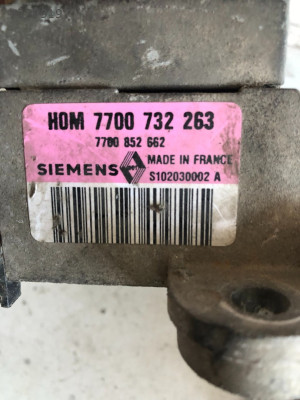 HOM 7700 732 263
7700 852 662
SIEMENS MADE IN FRANCE
S102030002 A